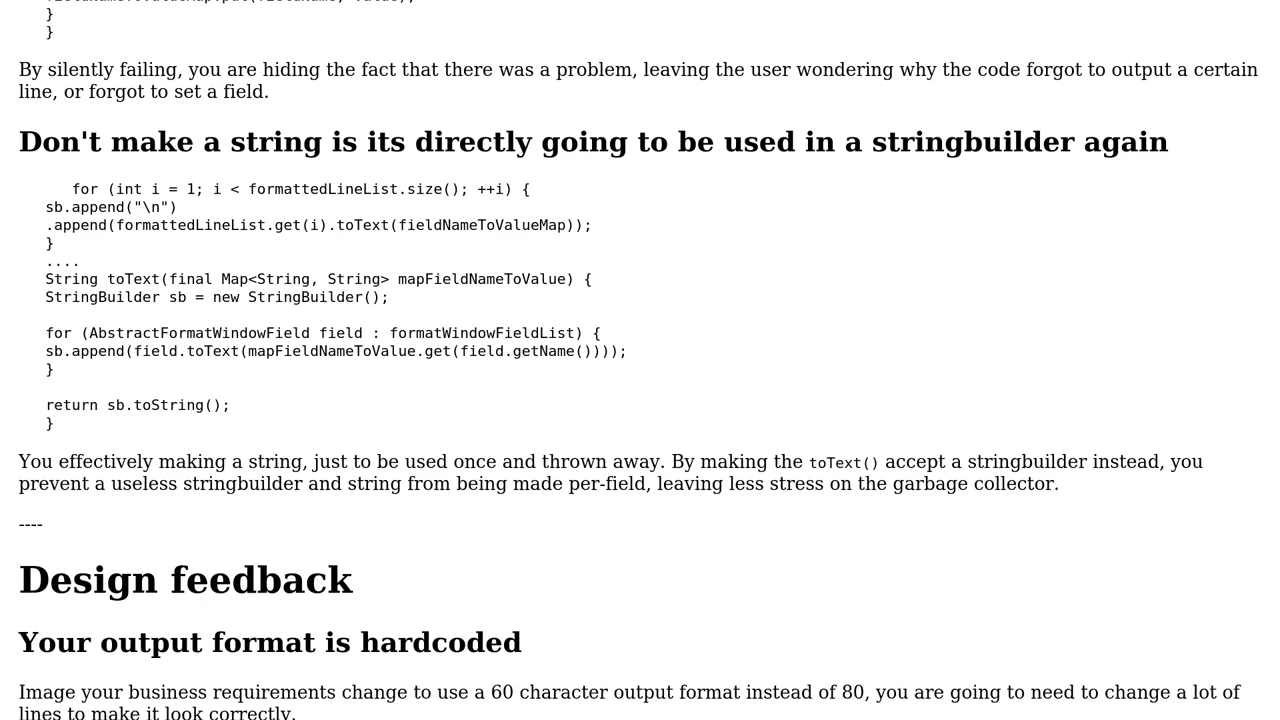 }
}
By silently failing, you are hiding the fact that there was a problem, leaving the user wondering why the code forgot to output a certain
line, or forgot to set a field.
Don't make a string is its directly going to be used in a stringbuilder again
for (int i = 1; i < formattedLineList.size(); ++i) {
sb.append("\n")
.append(formattedLineList.get(i).toText(fieldNameToValueMap));
}
....
String toText(final Map<String, String> mapFieldNameToValue) {
StringBuilder sb = new StringBuilder();
for (AbstractFormatWindowField field : formatWindowFieldList) {
sb.append(field.toText(mapFieldNameToValue.get(field.getName())));
}
return sb.toString();
}
You effectively making a string, just to be used once and thrown away. By making the toText() accept a stringbuilder instead, you
prevent a useless stringbuilder and string from being made per-field, leaving less stress on the garbage collector.
----
Design feedback
Your output format is hardcoded
Image your business requirements change to use a 60 character output format instead of 80, you are going to need to change a lot of
lines to make it look correctly.